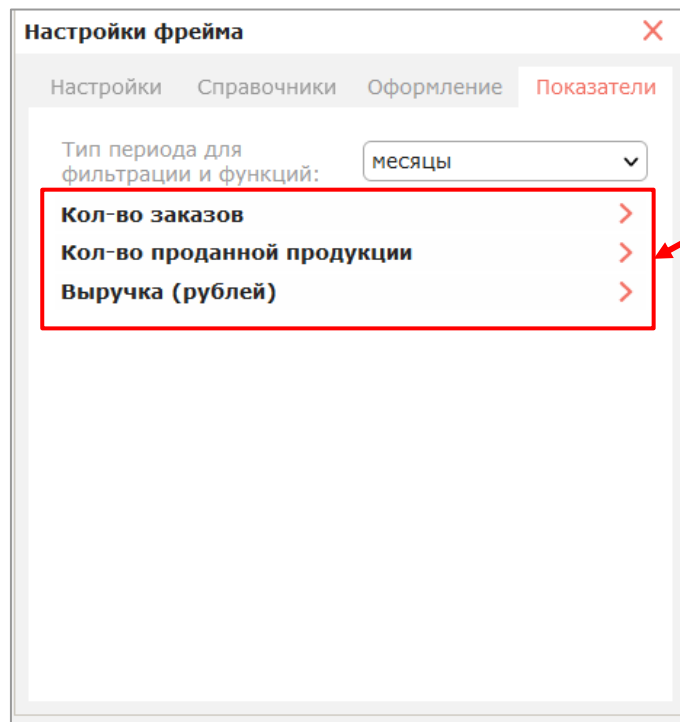 Настройки фрейма
Настройки Справочники Оформление Показатели
Тип периода для
фильтрации и функций:
месяцы
Кол-во заказов
Кол-во проданной продукции
Выручка (рублей)